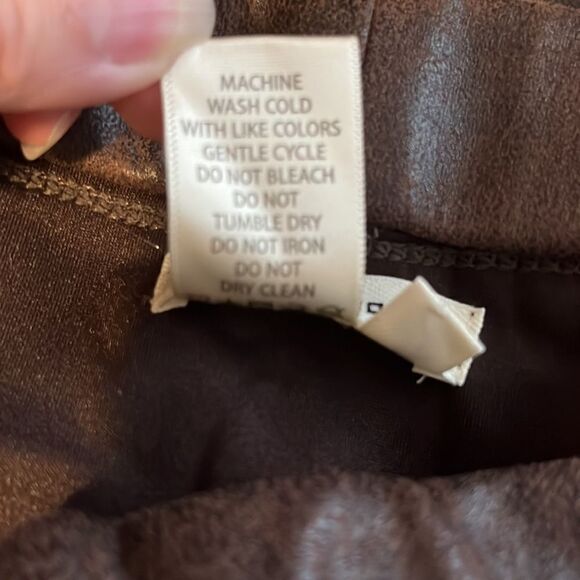 MACHINE
WASH COLD
WITH LIKE COLORS
GENTLE CYCLE
DO NOT BLEACH
DO NOT
TUMBLE DRY
DO NOT IRON
DO NOT
DRY CLEAN